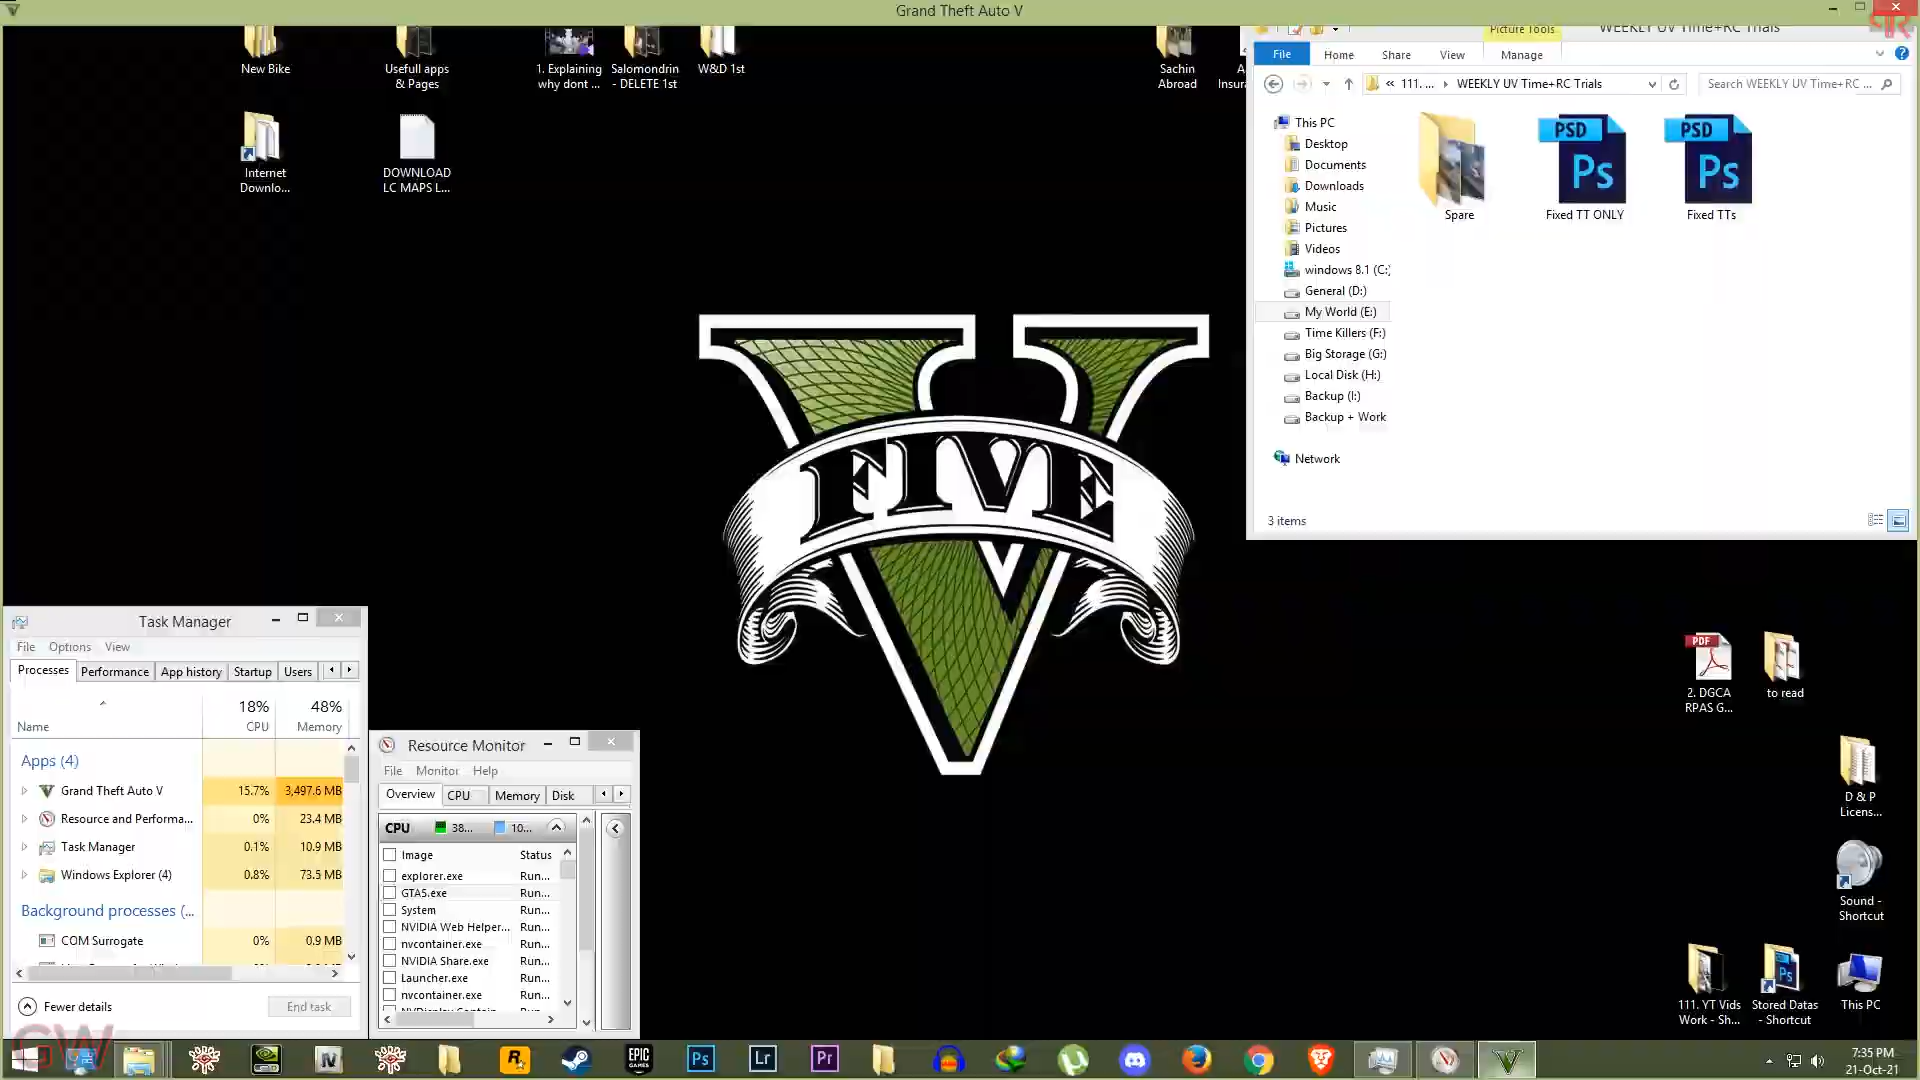 Grand Theft Auto V
New Bike
Usefull apps
& Pages
1. Explaining
why dont ...
Salomondrin
- DELETE 1st
W&D 1st
Sachin
Abroad
Internet
Downlo...
DOWNLOAD
LC MAPS L...
Picture Tools
WEEKLY UV Time+RC Trials
File
Home
Share
View
Manage
« 111. ...
WEEKLY UV Time+RC Trials
Search WEEKLY UV Time+RC ...
This PC
Desktop
Documents
Downloads
Music
Pictures
Videos
windows 8.1 (C:)
General (D:)
My World (E:)
Time Killers (F:)
Big Storage (G:)
Local Disk (H:)
Backup (I:)
Backup + Work
Network
Spare
PSD
Ps
Fixed TT ONLY
PSD
Ps
Fixed TTs
3 items
FIVE
Task Manager
File
Options
View
Processes
Performance
App history
Startup
Users
18%
48%
Name
CPU
Memory
Apps (4)
Grand Theft Auto V
15.7%
3,497.6 MB
Resource and Performa...
0%
23.4 MB
Task Manager
0.1%
10.9 MB
Windows Explorer (4)
0.8%
73.5 MB
Background processes (...
COM Surrogate
0%
0.9 MB
Fewer details
End task
Resource Monitor
File
Monitor
Help
Overview
CPU
Memory
Disk
CPU
38...
10...
Image
Status
explorer.exe
Run...
GTA5.exe
Run...
System
Run...
NVIDIA Web Helper...
Run...
nvcontainer.exe
Run...
NVIDIA Share.exe
Run...
Launcher.exe
Run...
nvcontainer.exe
Run...
PDF
2. DGCA
RPAS G...
to read
D & P
Licens...
Sound -
Shortcut
111. YT Vids
Work - Sh...
Stored Datas
- Shortcut
This PC
GW
EPIC
GAMES
Ps
Lr
Pr
7:35 PM
21-Oct-21